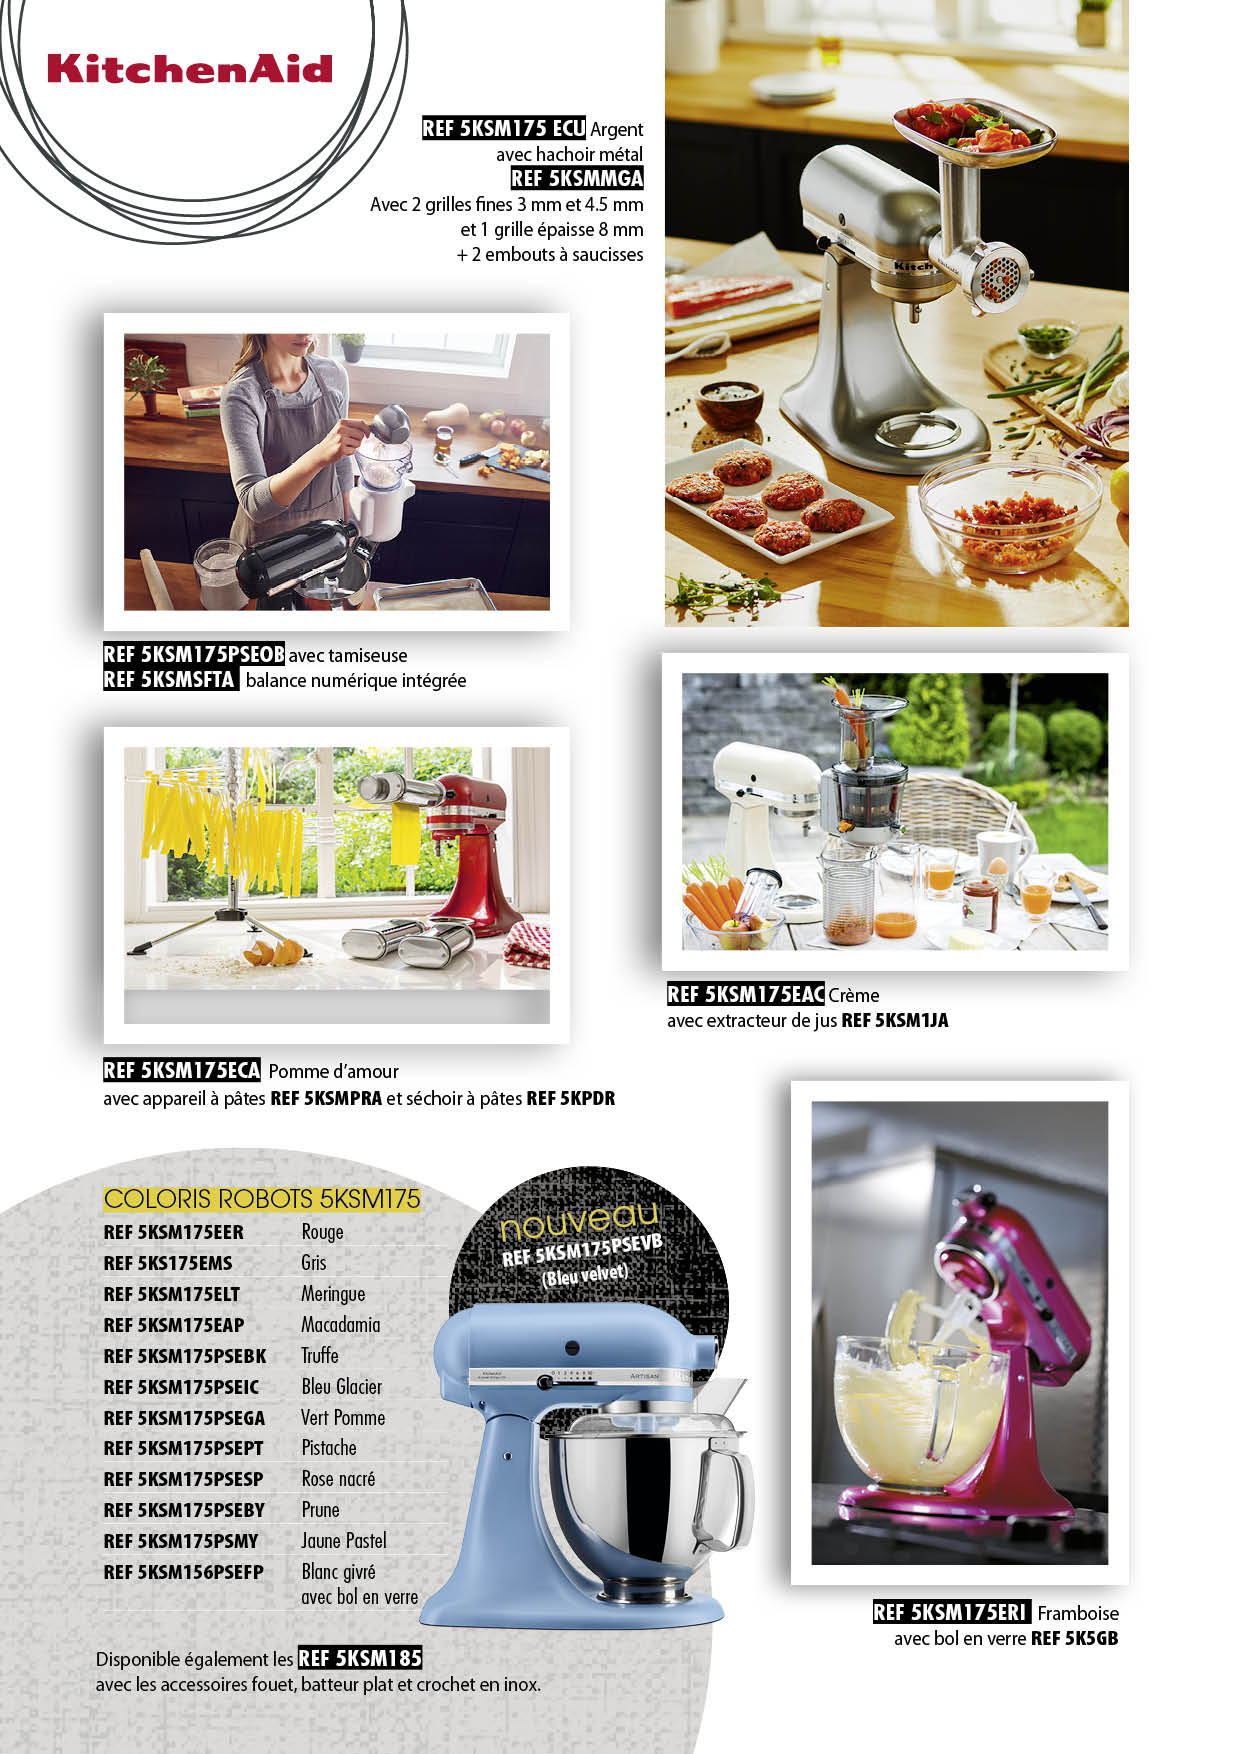 KitchenAid
REF 5KSM175 ECU Argent
avec hachoir métal
REF 5KSMMGA
Avec 2 grilles fines 3 mm et 4.5 mm
et 1 grille épaisse 8 mm
+ 2 embouts à saucisses
Kitch
REF 5KSM175PSEOB avec tamiseuse
REF 5KSMSFTA balance numérique intégrée
REF 5KSM175EAC Crème
avec extracteur de jus REF 5KSM1JA
REF 5KSM175ECA Pomme d’amour
avec appareil à pâtes REF 5KSMPRA et séchoir à pâtes REF 5KPDR
COLORIS ROBOTS 5KSM175
REF 5KSM175EER Rouge
REF 5KS175EMS Gris
REF 5KSM175ELT Meringue
REF 5KSM175EAP Macadamia
REF 5KSM175PSEBK Truffe
REF 5KSM175PSEIC Bleu Glacier
REF 5KSM175PSEGA Vert Pomme
REF 5KSM175PSEPT Pistache
REF 5KSM175PSESP Rose nacré
REF 5KSM175PSEBY Prune
REF 5KSM175PSMY Jaune Pastel
REF 5KSM156PSEFP Blanc givré
avec bol en verre
nouveau
REF 5KSM175PSEVB
(Bleu velvet)
ARTISAN
REF 5KSM175ERI Framboise
avec bol en verre REF 5K5GB
Disponible également les REF 5KSM185
avec les accessoires fouet, batteur plat et crochet en inox.